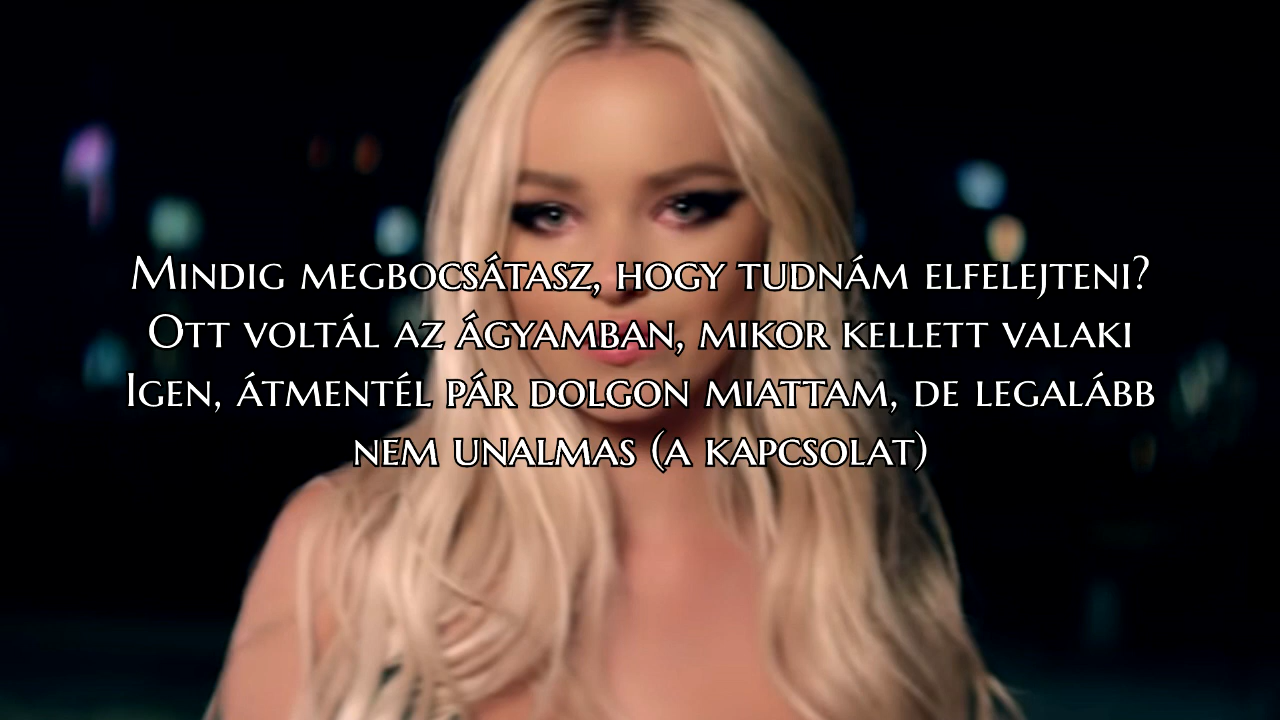 Mindig megbocsátasz, hogy tudnám elfelejteni?
Ott voltál az ágyamban, mikor kellett valaki
Igen, átmentél pár dolgon miattam, de legalább
nem unalmas (a kapcsolat)